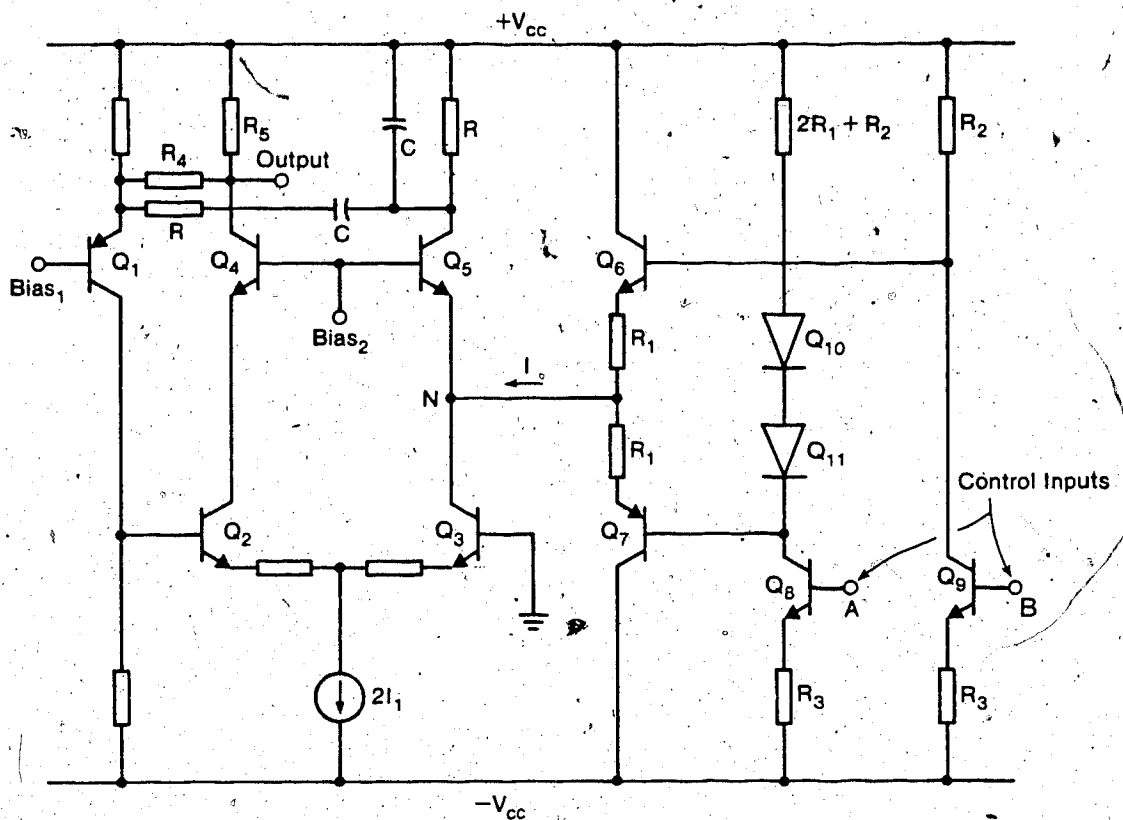 +Vcc
R5
R
2R1 + R2
R2
C
R4
Output
R
C
Q1
Q4
Q5
Q6
Bias1
Bias2
R1
Q10
I
N
R1
Q11
Control Inputs
Q2
Q3
Q7
Q8
A
Q9
B
2I1
R3
R3
-Vcc